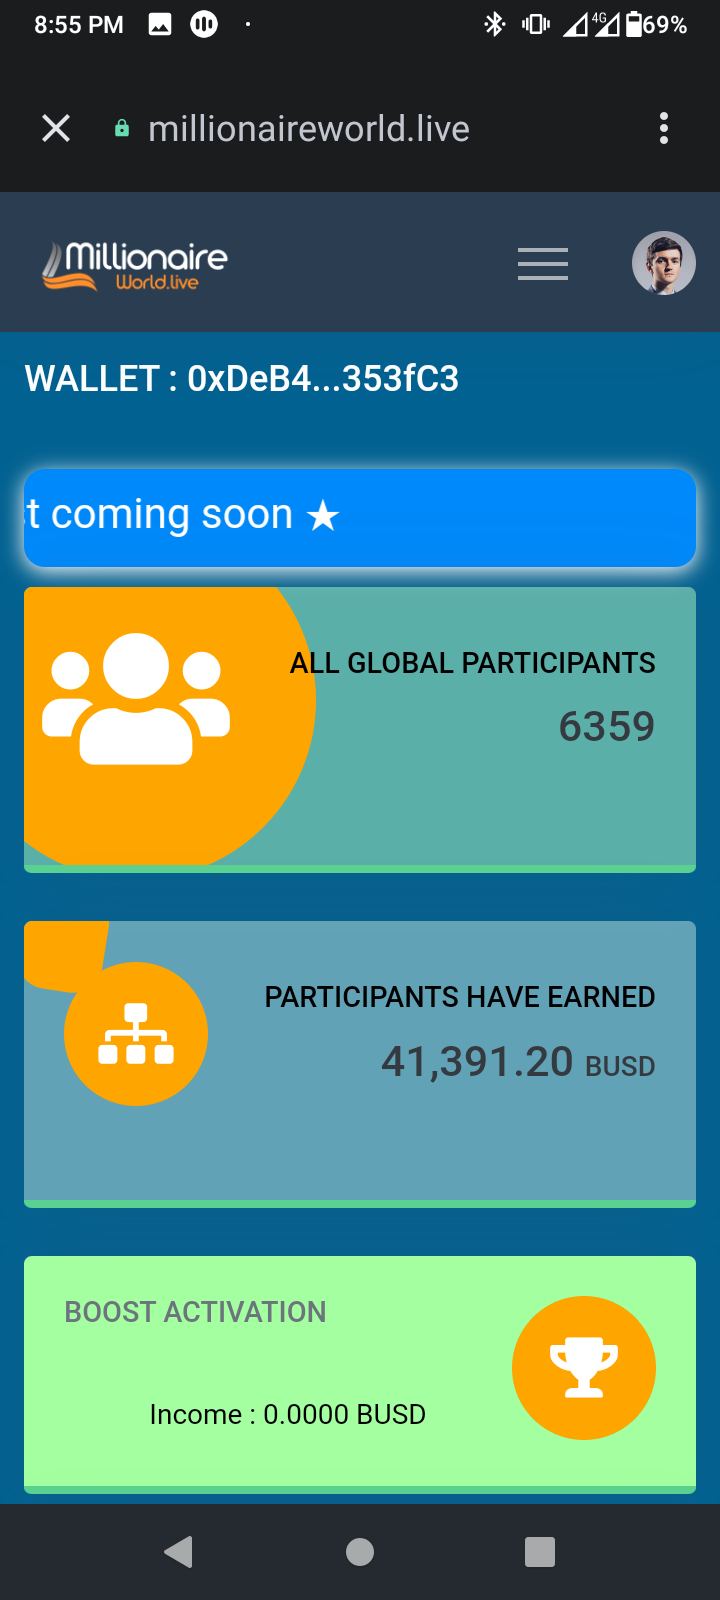 8:55 PM 4G 69%
millionaireworld.live
Millionaire
World.live
WALLET : 0xDeB4...353fC3
coming soon ★
ALL GLOBAL PARTICIPANTS
6359
PARTICIPANTS HAVE EARNED
41,391.20 BUSD
BOOST ACTIVATION
Income : 0.0000 BUSD